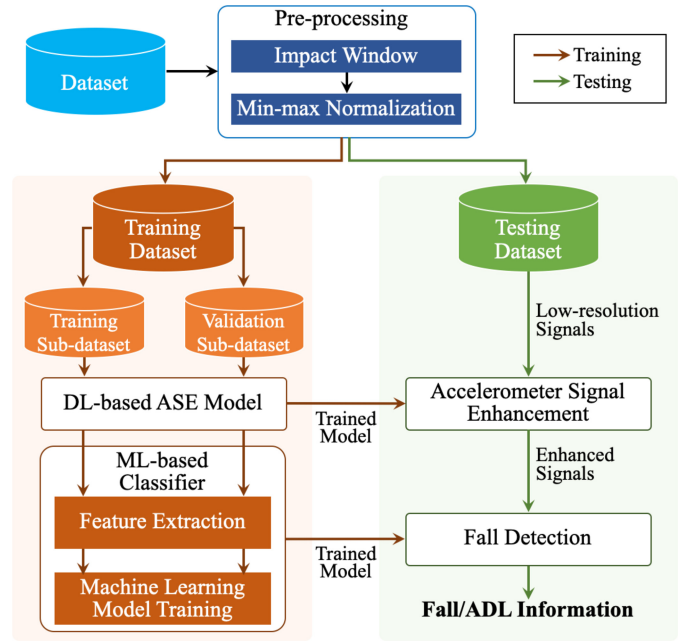 Pre-processing
Dataset
Impact Window
Min-max Normalization
Training
Testing
Training
Dataset
Testing
Dataset
Training
Sub-dataset
Validation
Sub-dataset
Low-resolution
Signals
DL-based ASE Model
Trained
Model
Accelerometer Signal
Enhancement
ML-based
Classifier
Enhanced
Signals
Feature Extraction
Trained
Model
Fall Detection
Machine Learning
Model Training
Fall/ADL Information